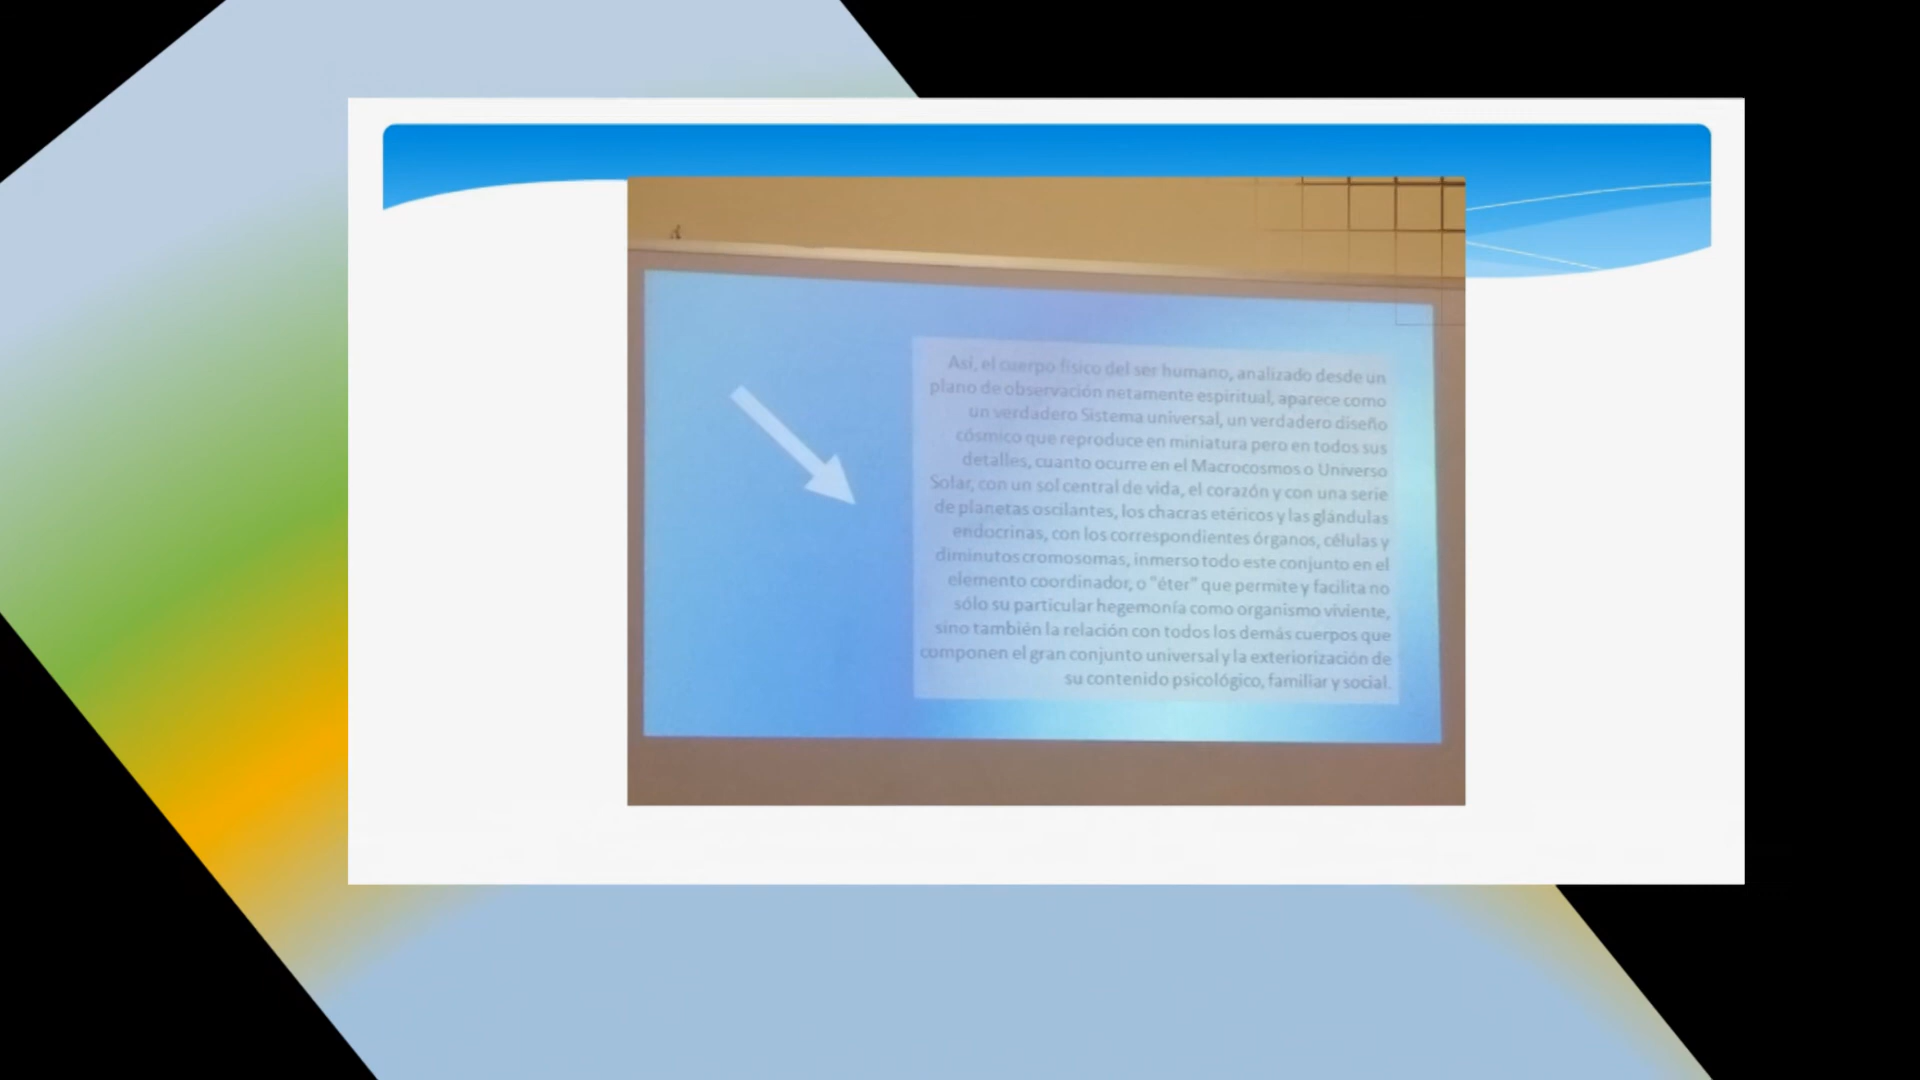 Así, el cuerpo físico del ser humano, analizado desde un
plano de observación netamente espiritual, aparece como
un verdadero Sistema universal, un verdadero diseño
cósmico que reproduce en miniatura pero en todos sus
detalles, cuanto ocurre en el Macrocosmos o Universo
Solar, con un sol central de vida, el corazón y con una serie
de planetas oscilantes, los chacras etéricos y las glándulas
endocrinas, con los correspondientes órganos, células y
diminutos cromosomas, inmerso todo este conjunto en el
elemento coordinador, o "éter" que permite y facilita no
sólo su particular hegemonía como organismo viviente,
sino también la relación con todos los demás cuerpos que
componen el gran conjunto universal y la exteriorización de
su contenido psicológico, familiar y social.